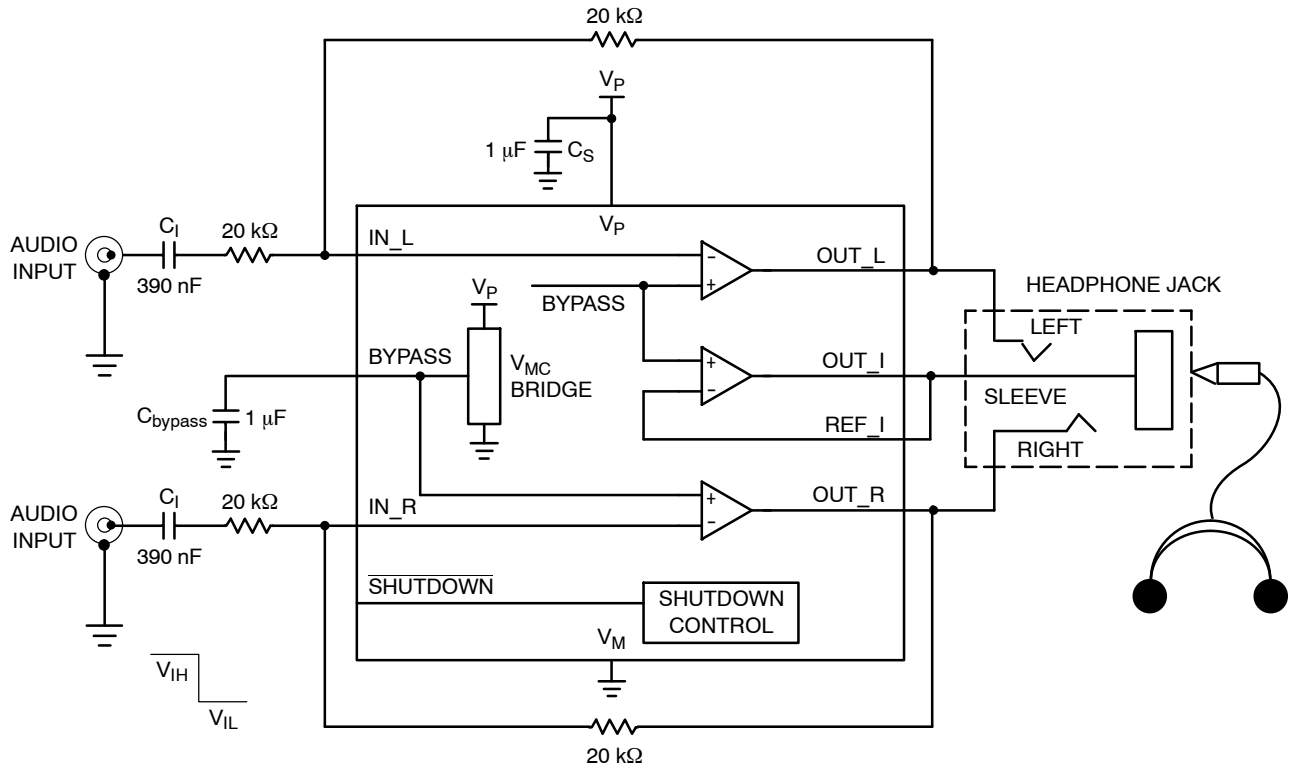 20 kΩ
V_P
1 μF C_S
V_P
AUDIO
INPUT
C_I
390 nF
20 kΩ
IN_L
-
+
OUT_L
BYPASS
HEADPHONE JACK
LEFT
BYPASS
V_P
V_MC
BRIDGE
+
-
OUT_I
REF_I
SLEEVE
RIGHT
C_bypass 1 μF
AUDIO
INPUT
C_I
390 nF
20 kΩ
IN_R
+
-
OUT_R
SHUTDOWN
SHUTDOWN
CONTROL
V_M
V_IH
V_IL
20 kΩ